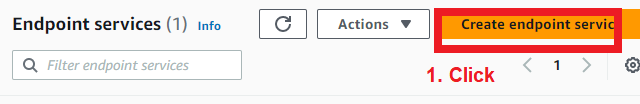 Endpoint services (1) Info Actions Create endpoint servic
Filter endpoint services 1
1. Click